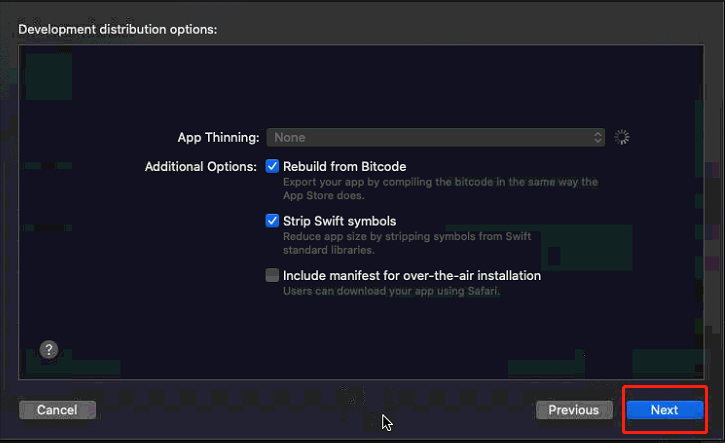 Development distribution options:
App Thinning: None
Additional Options: Rebuild from Bitcode
Export your app by compiling the bitcode in the same way the
App Store does.
Strip Swift symbols
Reduce app size by stripping symbols from Swift
standard libraries.
Include manifest for over-the-air installation
Users can download your app using Safari.
?
Cancel Previous Next